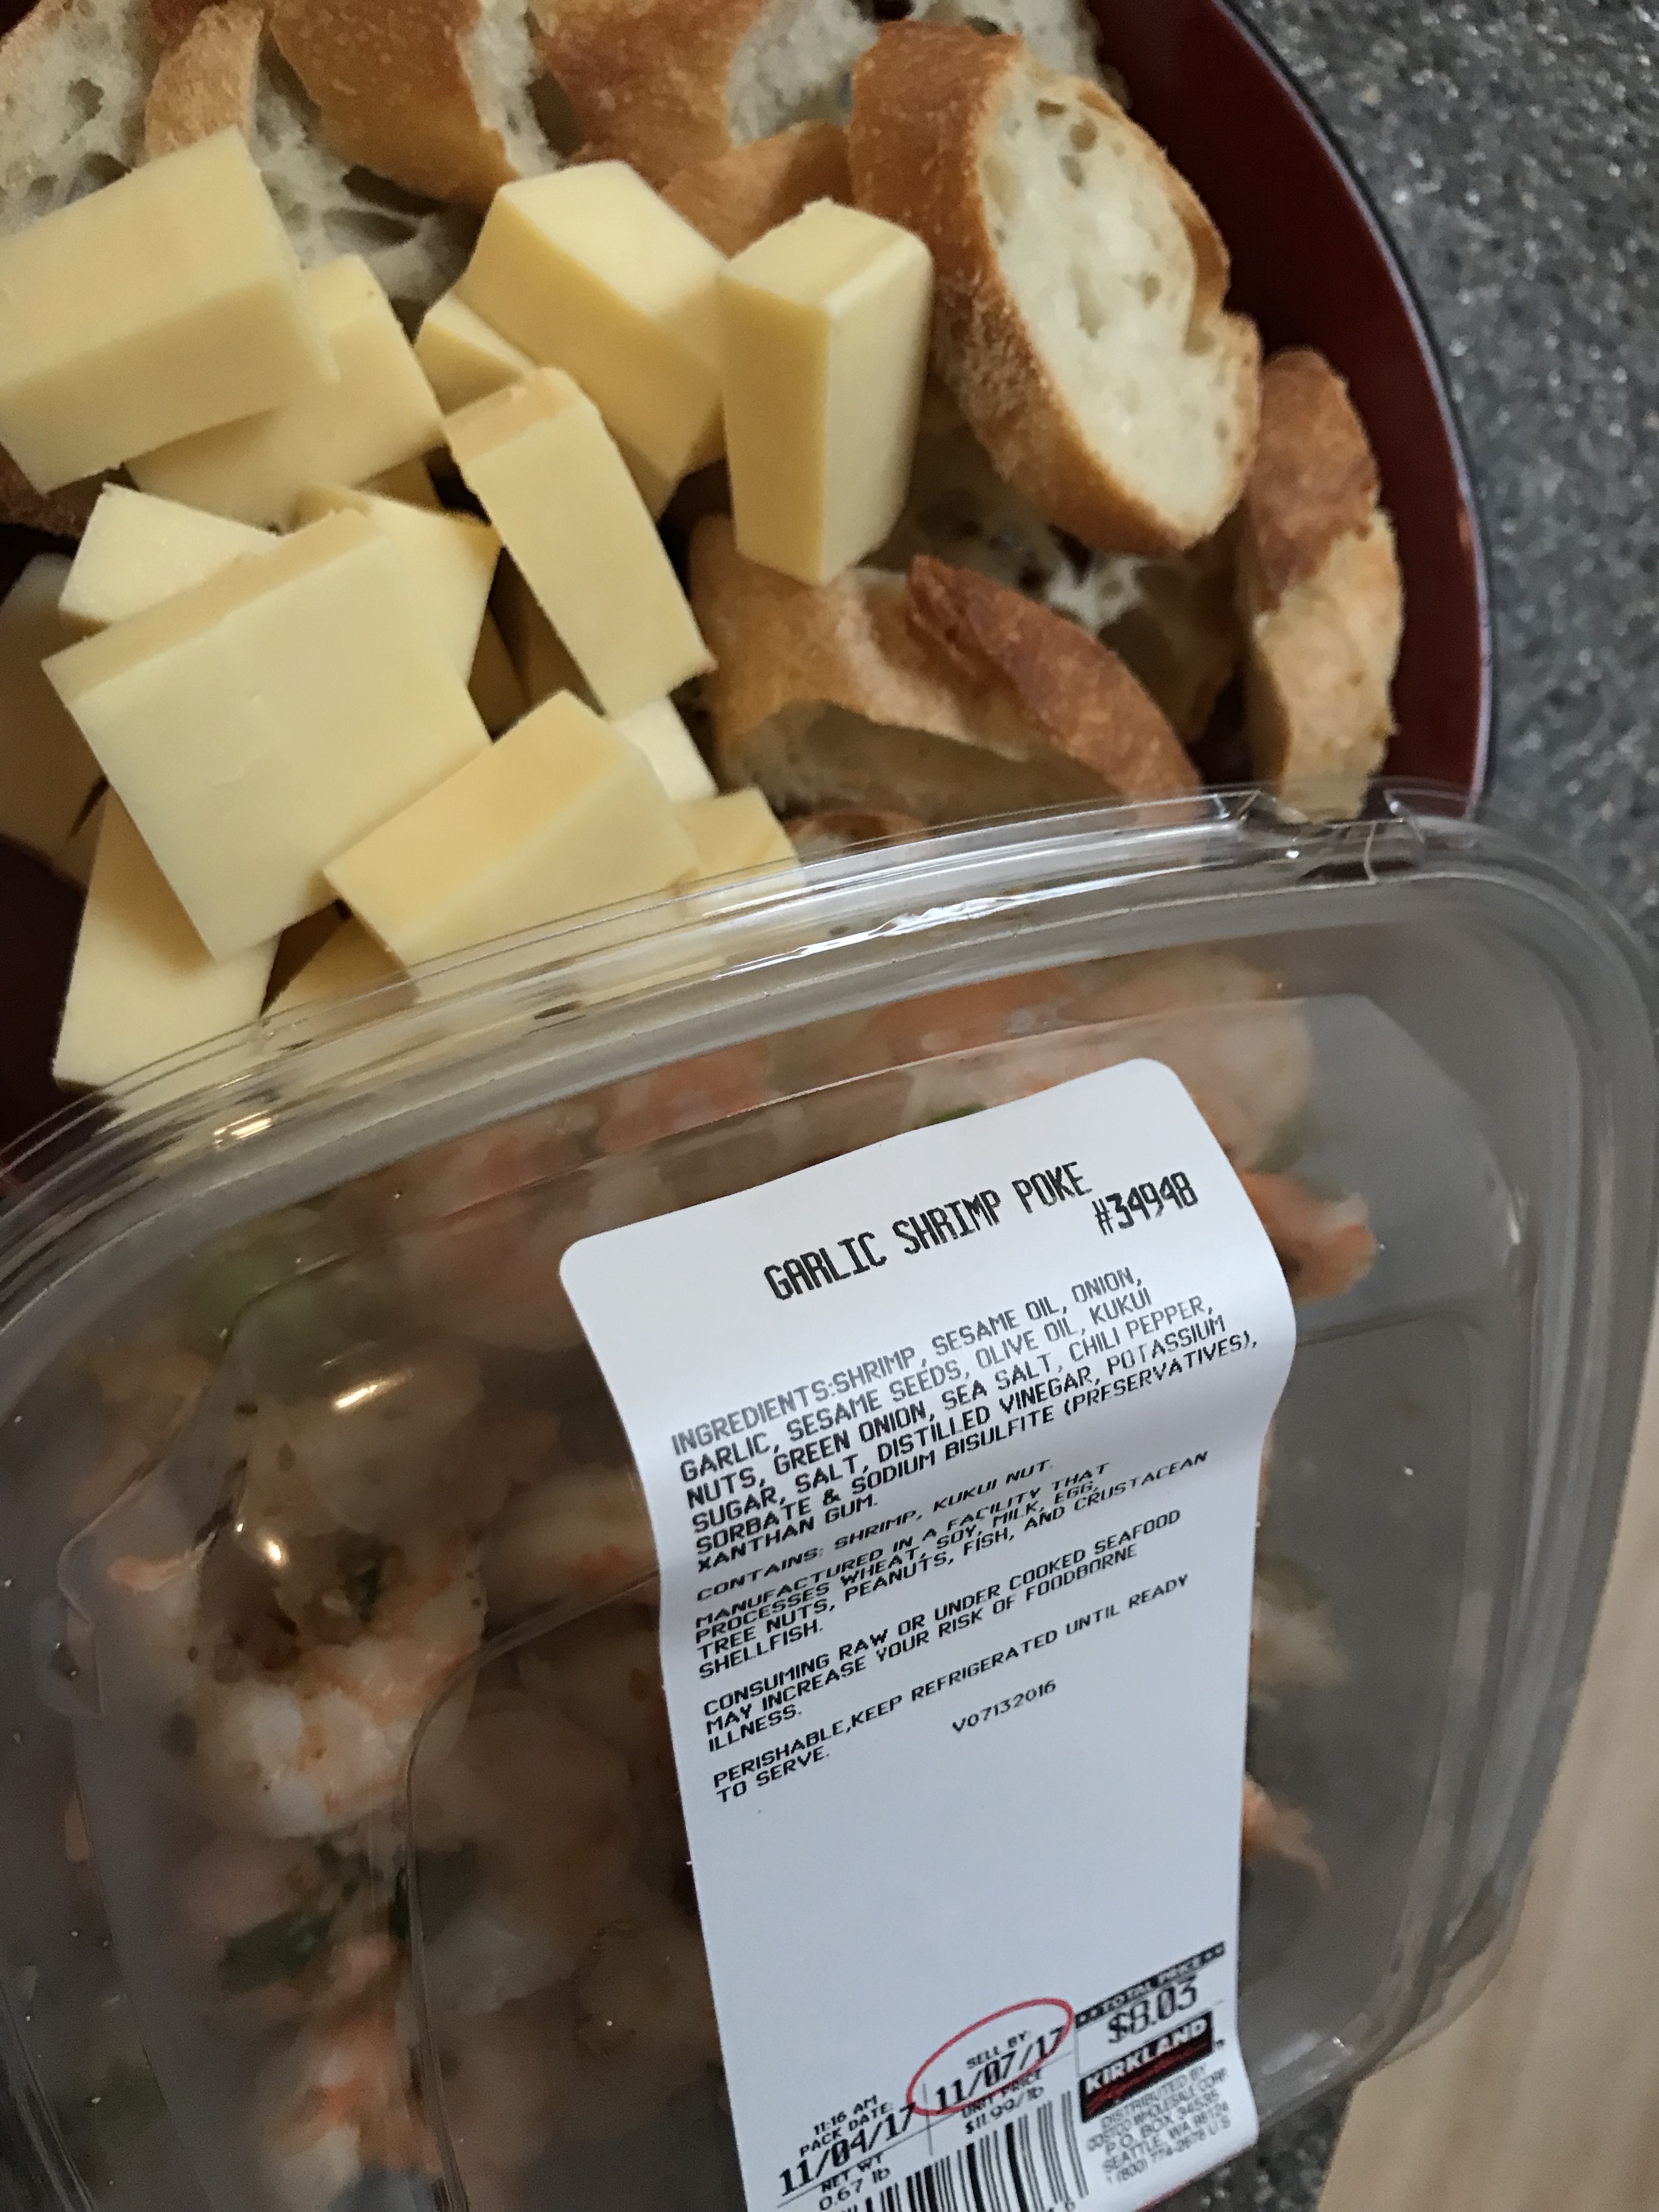 GARLIC SHRIMP POKE
#34948
INGREDIENTS:SHRIMP, SESAME OIL, ONION,
GARLIC, SESAME SEEDS, OLIVE OIL, KUKUI
NUTS, GREEN ONION, SEA SALT, CHILI PEPPER,
SUGAR, SALT, DISTILLED VINEGAR, POTASSIUM
SORBATE & SODIUM BISULFITE (PRESERVATIVES),
XANTHAN GUM.
CONTAINS: SHRIMP, KUKUI NUT.
MANUFACTURED IN A FACILITY THAT
PROCESSES WHEAT, SOY, MILK, EGG,
TREE NUTS, PEANUTS, FISH, AND CRUSTACEAN
SHELLFISH.
CONSUMING RAW OR UNDER COOKED SEAFOOD
MAY INCREASE YOUR RISK OF FOODBORNE
ILLNESS.
PERISHABLE,KEEP REFRIGERATED UNTIL READY
TO SERVE.
V07132016
11:16 AM
PACK DATE:
11/04/17
NET WT
0.67 lb
SELL BY:
11/07/17
UNIT PRICE
$11.99/lb
TOTAL PRICE
$8.03
KIRKLAND
Signature
DISTRIBUTED BY
COSTCO WHOLESALE CORP.
P.O. BOX 34535
SEATTLE, WA 98124
1 (800) 774-2678 U S